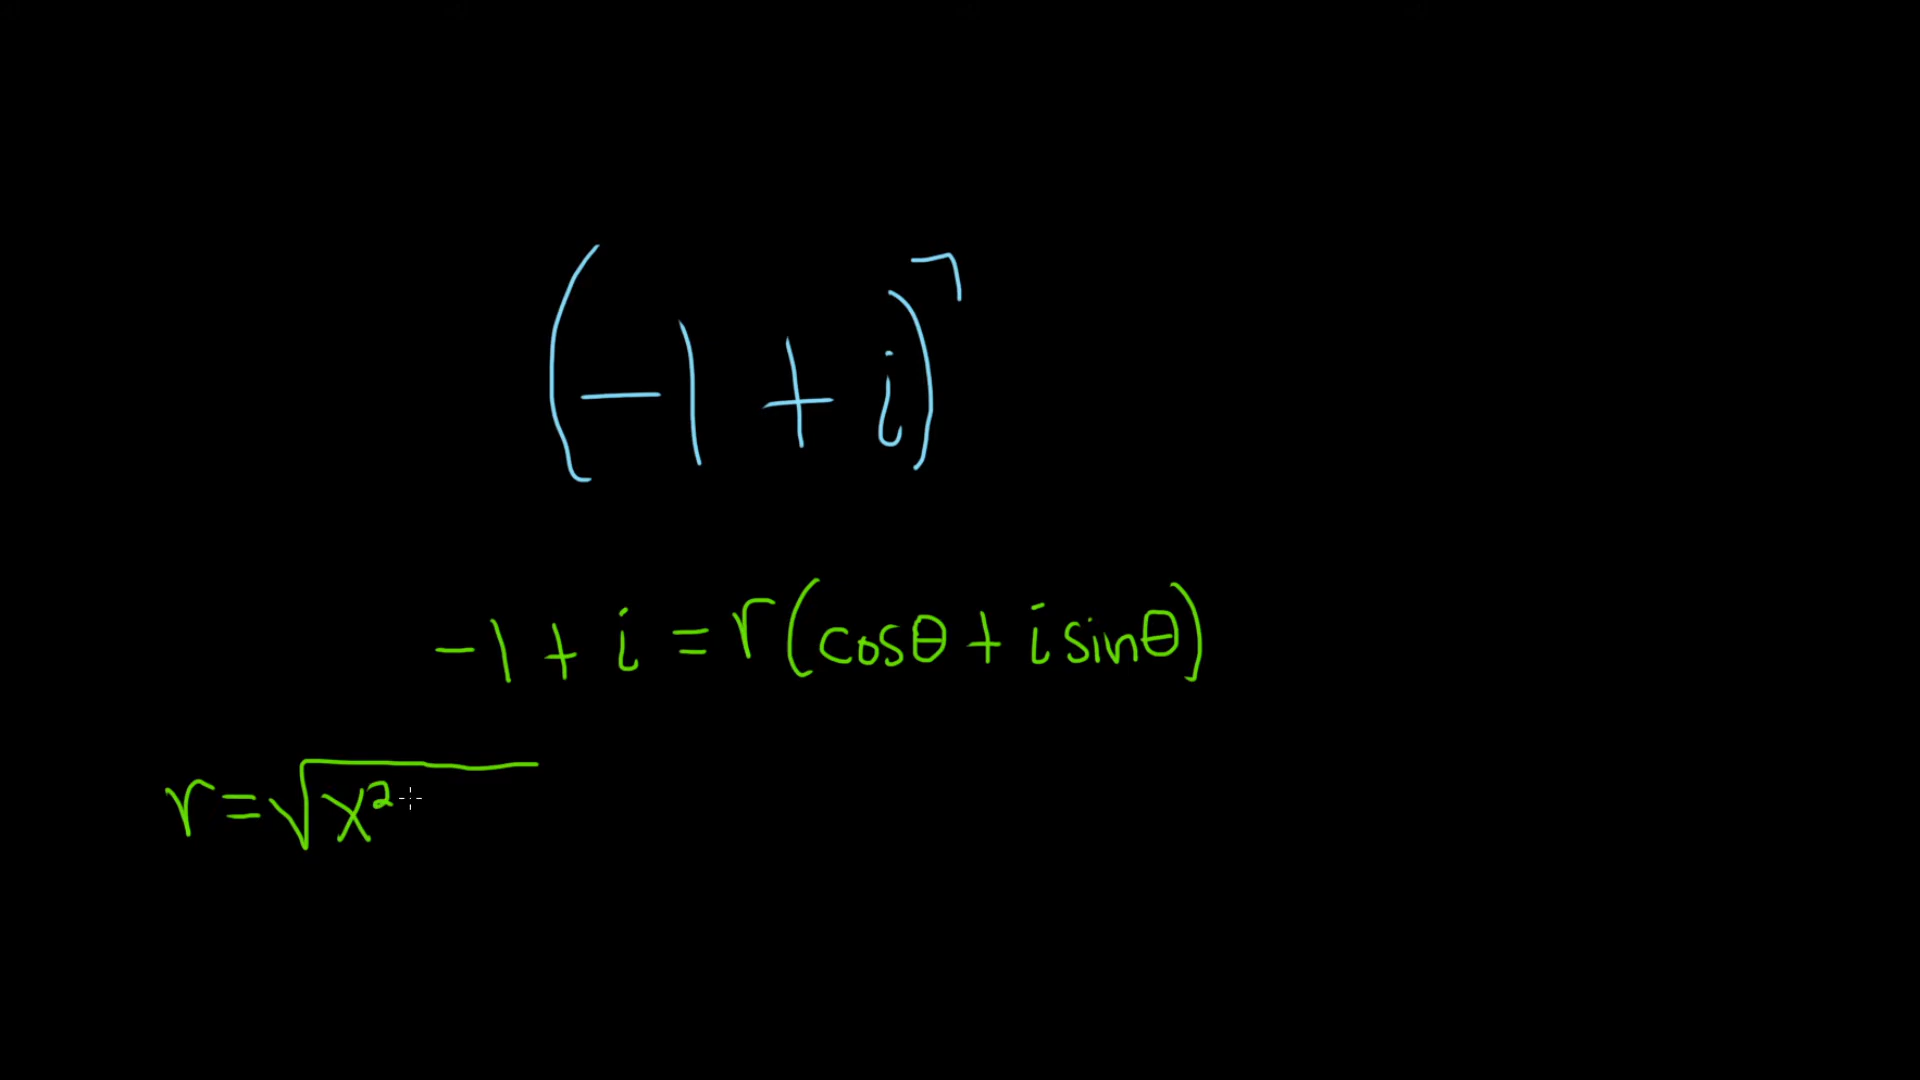 (-1 + i)⁷
-1 + i = r(cosθ + i sinθ)
r = √x²